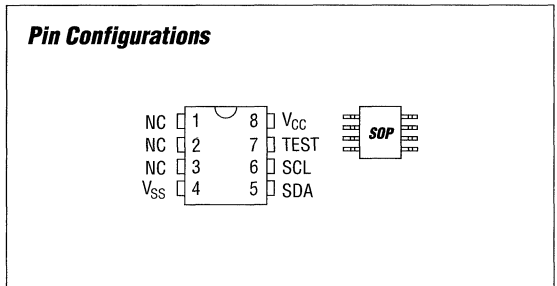 Pin Configurations
NC 1 8 VCC
NC 2 7 TEST
NC 3 6 SCL
VSS 4 5 SDA
SOP